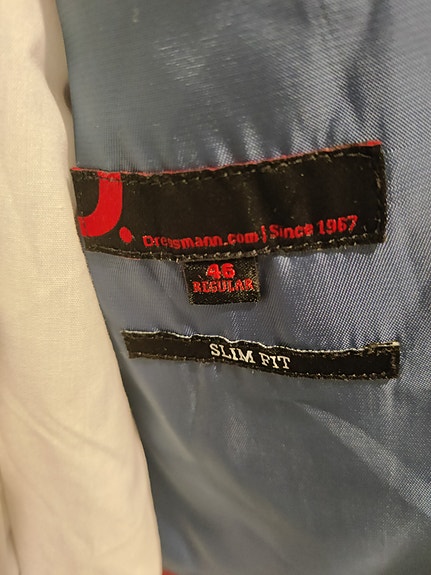 D.
Dressmann.com | Since 1967
46
REGULAR
SLIM FIT